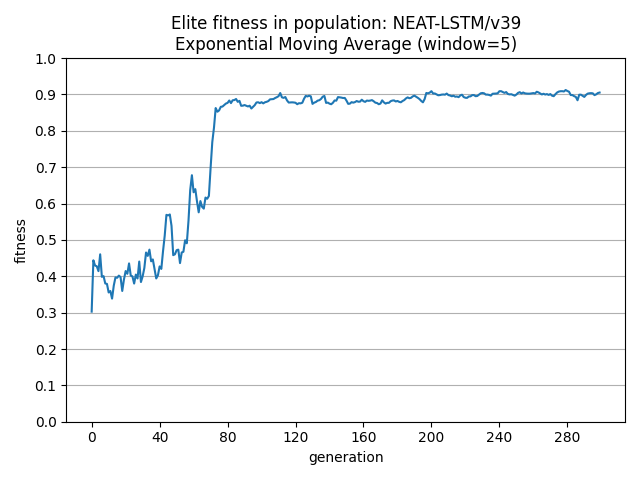 Elite fitness in population: NEAT-LSTM/v39
Exponential Moving Average (window=5)
1.0
0.9
0.8
0.7
0.6
0.5
0.4
0.3
0.2
0.1
0.0
fitness
0 40 80 120 160 200 240 280
generation